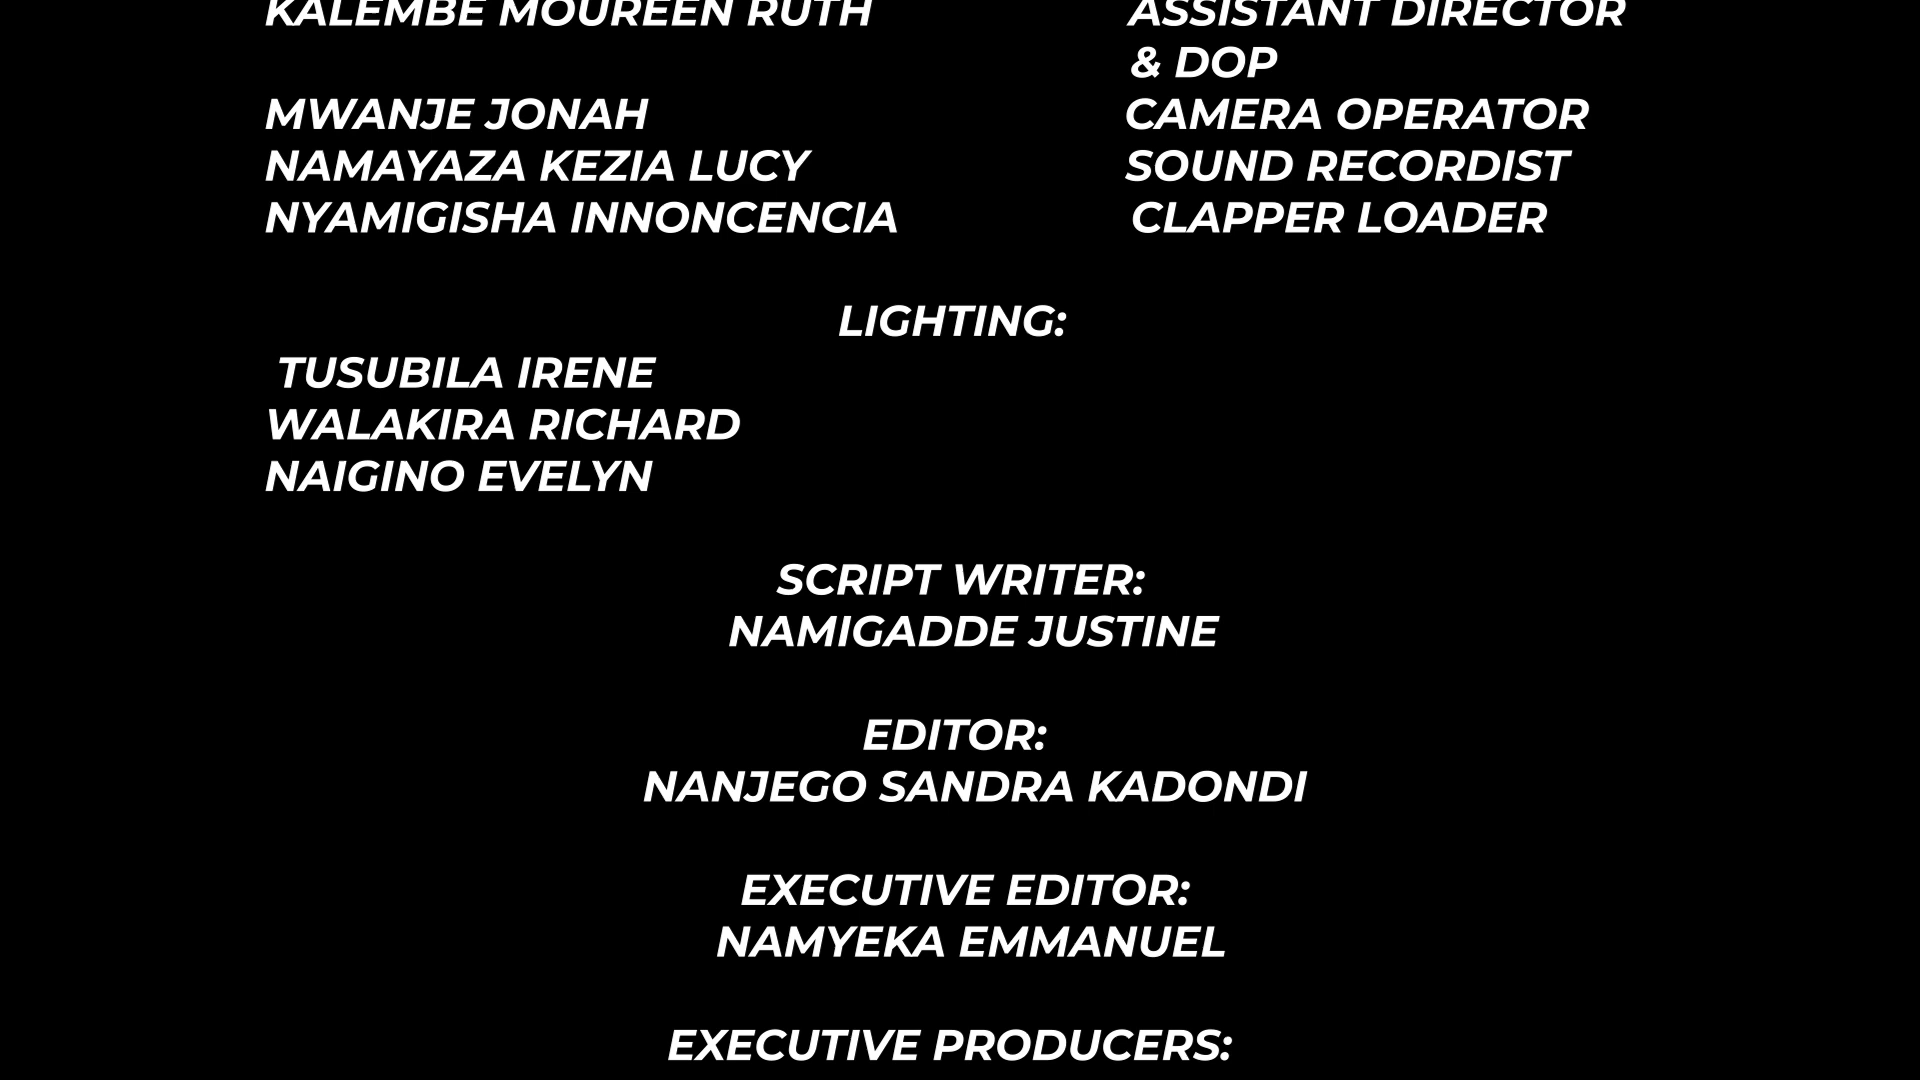 KALEMBE MOUREEN RUTH ASSISTANT DIRECTOR
& DOP
MWANJE JONAH CAMERA OPERATOR
NAMAYAZA KEZIA LUCY SOUND RECORDIST
NYAMIGISHA INNONCENCIA CLAPPER LOADER
LIGHTING:
TUSUBILA IRENE
WALAKIRA RICHARD
NAIGINO EVELYN
SCRIPT WRITER:
NAMIGADDE JUSTINE
EDITOR:
NANJEGO SANDRA KADONDI
EXECUTIVE EDITOR:
NAMYEKA EMMANUEL
EXECUTIVE PRODUCERS: